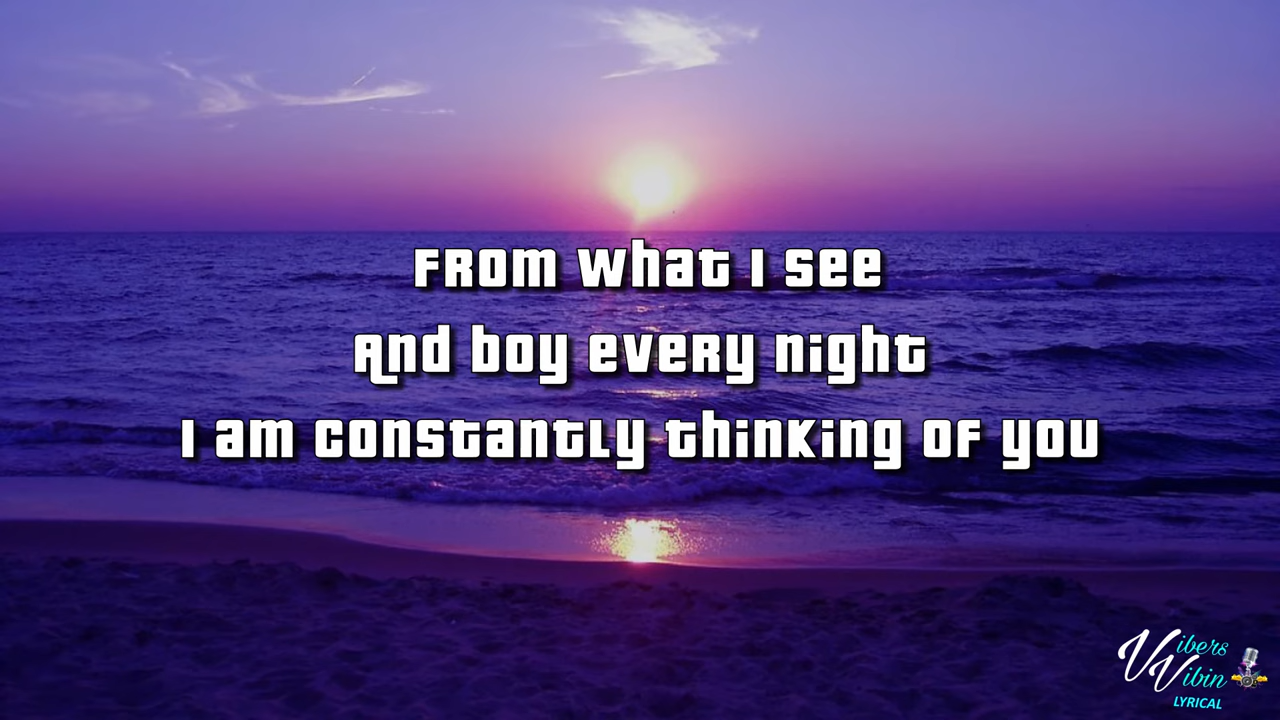 From what I see
And boy every night
I am constantly thinking of you
Vibers
Vibin
LYRICAL